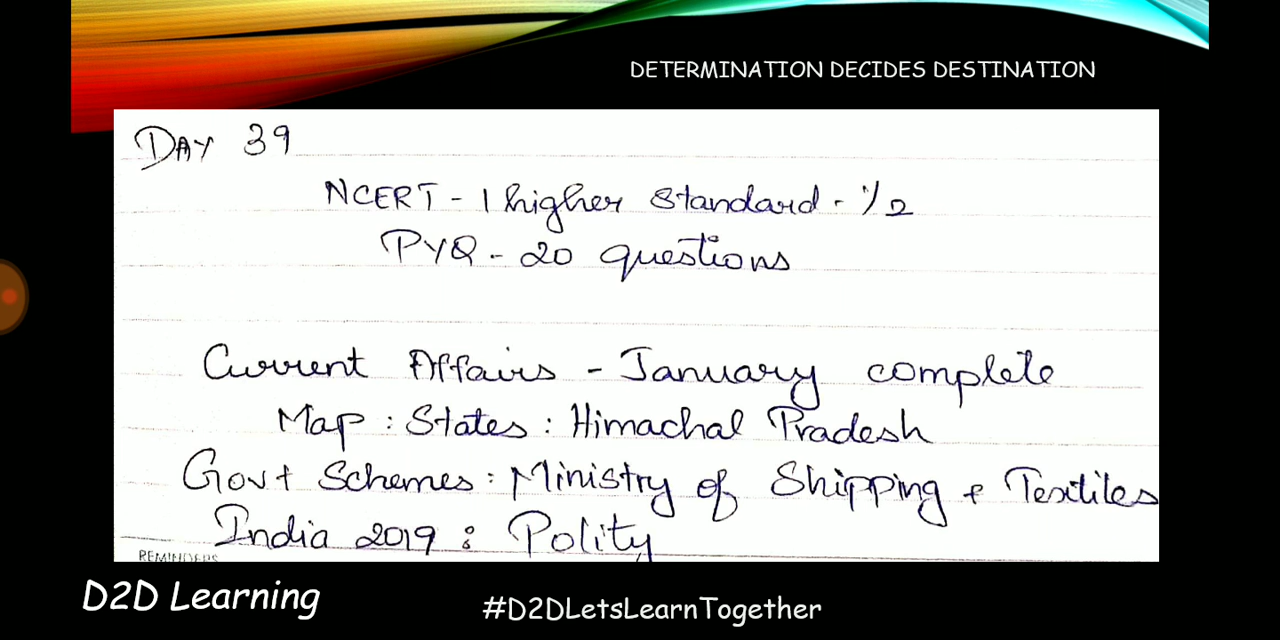 DETERMINATION DECIDES DESTINATION
DAY 39
NCERT - 1 higher Standard - 1/2
PYQ - 20 questions
Current Affairs - January complete
Map : States : Himachal Pradesh
Govt Schemes : Ministry of Shipping + Textiles
India 2019 : Polity
REMINDERS
D2D Learning
#D2DLetsLearnTogether